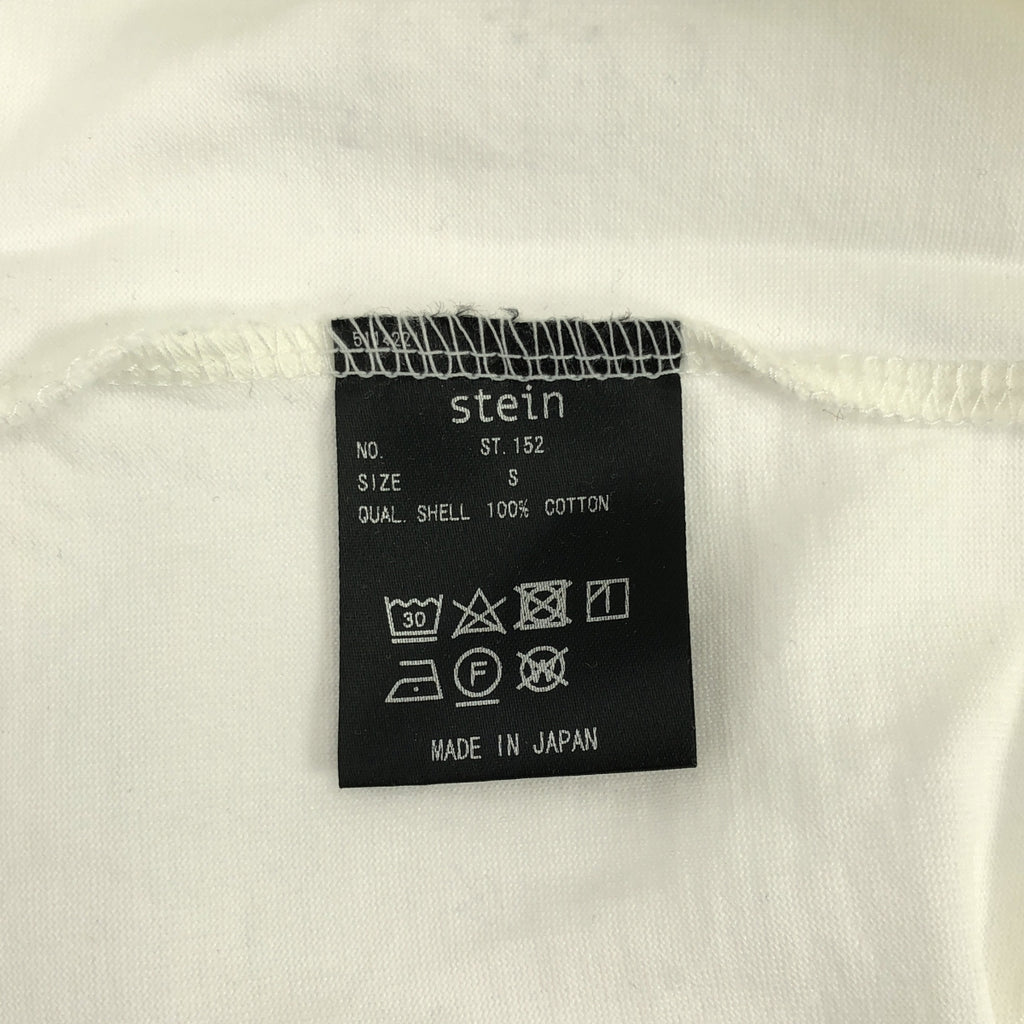 stein
NO. ST.152
SIZE S
QUAL. SHELL 100% COTTON
30
F
W
MADE IN JAPAN